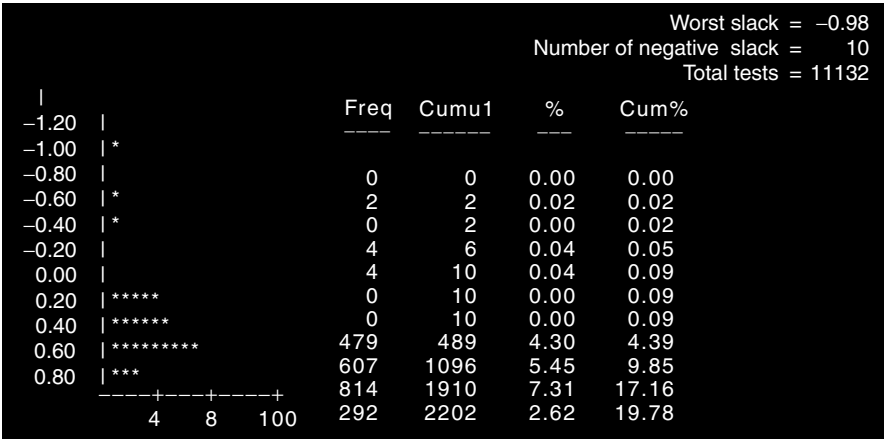 Worst slack = –0.98
Number of negative slack = 10
Total tests = 11132
|
Freq Cumu1 % Cum%
–1.20 | –––– –––––– ––– –––––
–1.00 | *
–0.80 | 0 0 0.00 0.00
–0.60 | * 2 2 0.02 0.02
–0.40 | * 0 2 0.00 0.02
–0.20 | 4 6 0.04 0.05
0.00 | 4 10 0.04 0.09
0.20 | ***** 0 10 0.00 0.09
0.40 | ****** 0 10 0.00 0.09
0.60 | ********* 479 489 4.30 4.39
0.80 | *** 607 1096 5.45 9.85
––––+–––+––––+ 814 1910 7.31 17.16
4 8 100 292 2202 2.62 19.78